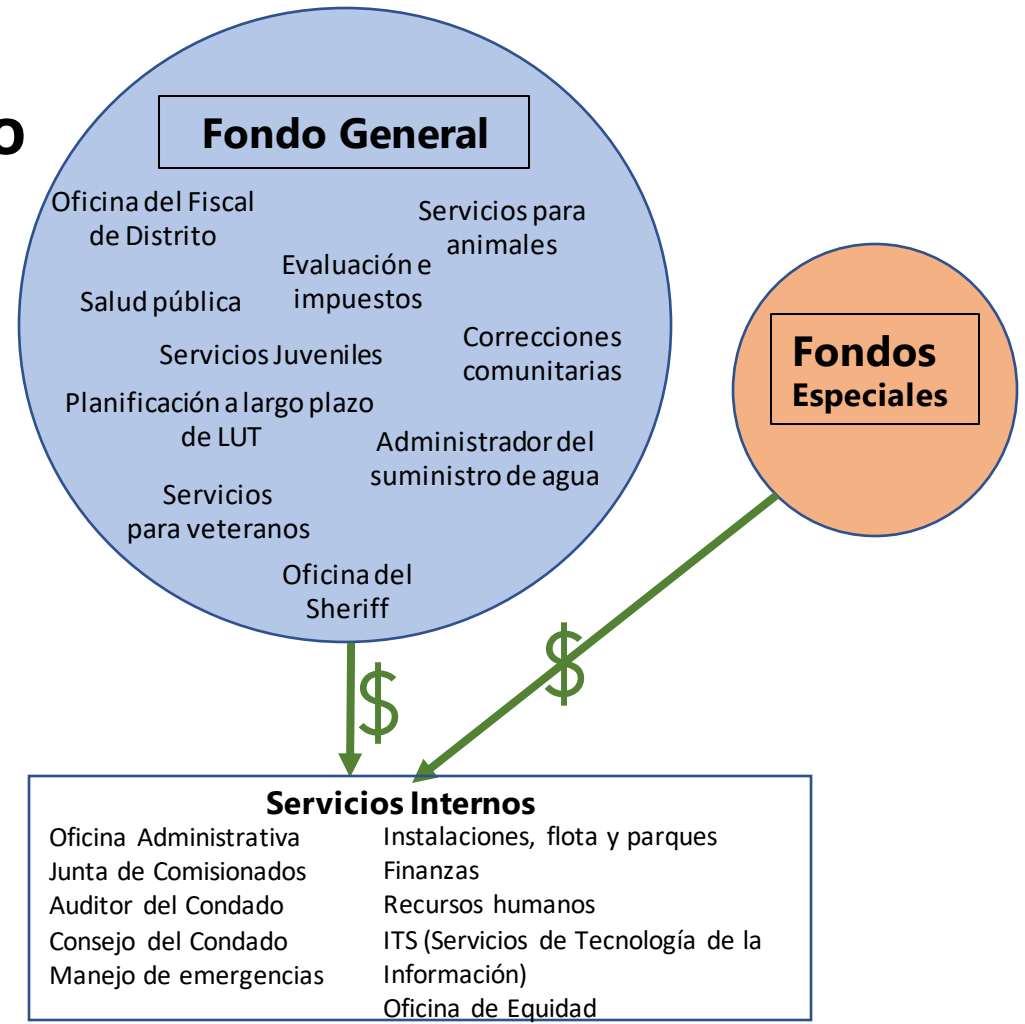 o
Fondo General
Oficina del Fiscal
de Distrito
Servicios para
animales
Evaluación e
impuestos
Salud pública
Servicios Juveniles
Correcciones
comunitarias
Planificación a largo plazo
de LUT
Administrador del
suministro de agua
Servicios
para veteranos
Oficina del
Sheriff
Fondos
Especiales
$
$
Servicios Internos
Oficina Administrativa
Junta de Comisionados
Auditor del Condado
Consejo del Condado
Manejo de emergencias
Instalaciones, flota y parques
Finanzas
Recursos humanos
ITS (Servicios de Tecnología de la
Información)
Oficina de Equidad